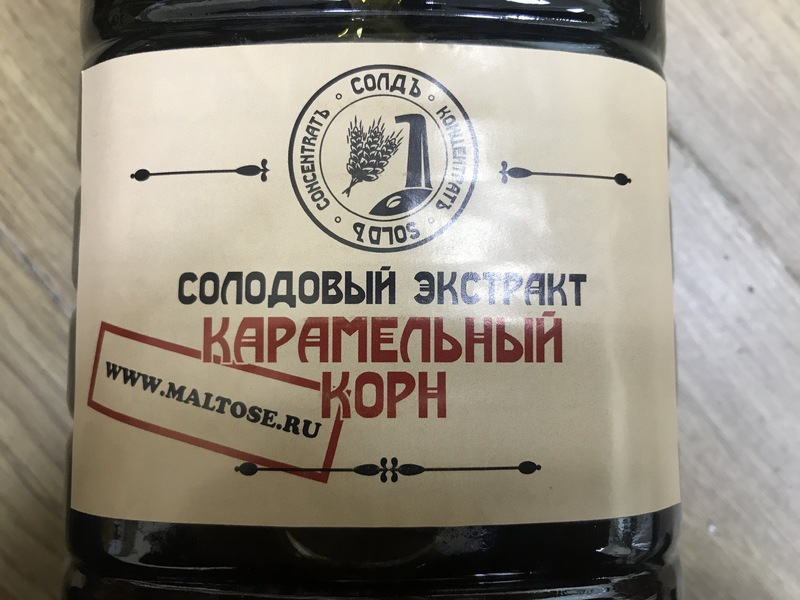 СОЛДЪ
КОНЦЕНТРАТЪ
SOLDЪ
CONCENTRATЪ
СОЛОДОВЫЙ ЭКСТРАКТ
КАРАМЕЛЬНЫЙ
КОРН
WWW.MALTOSE.RU